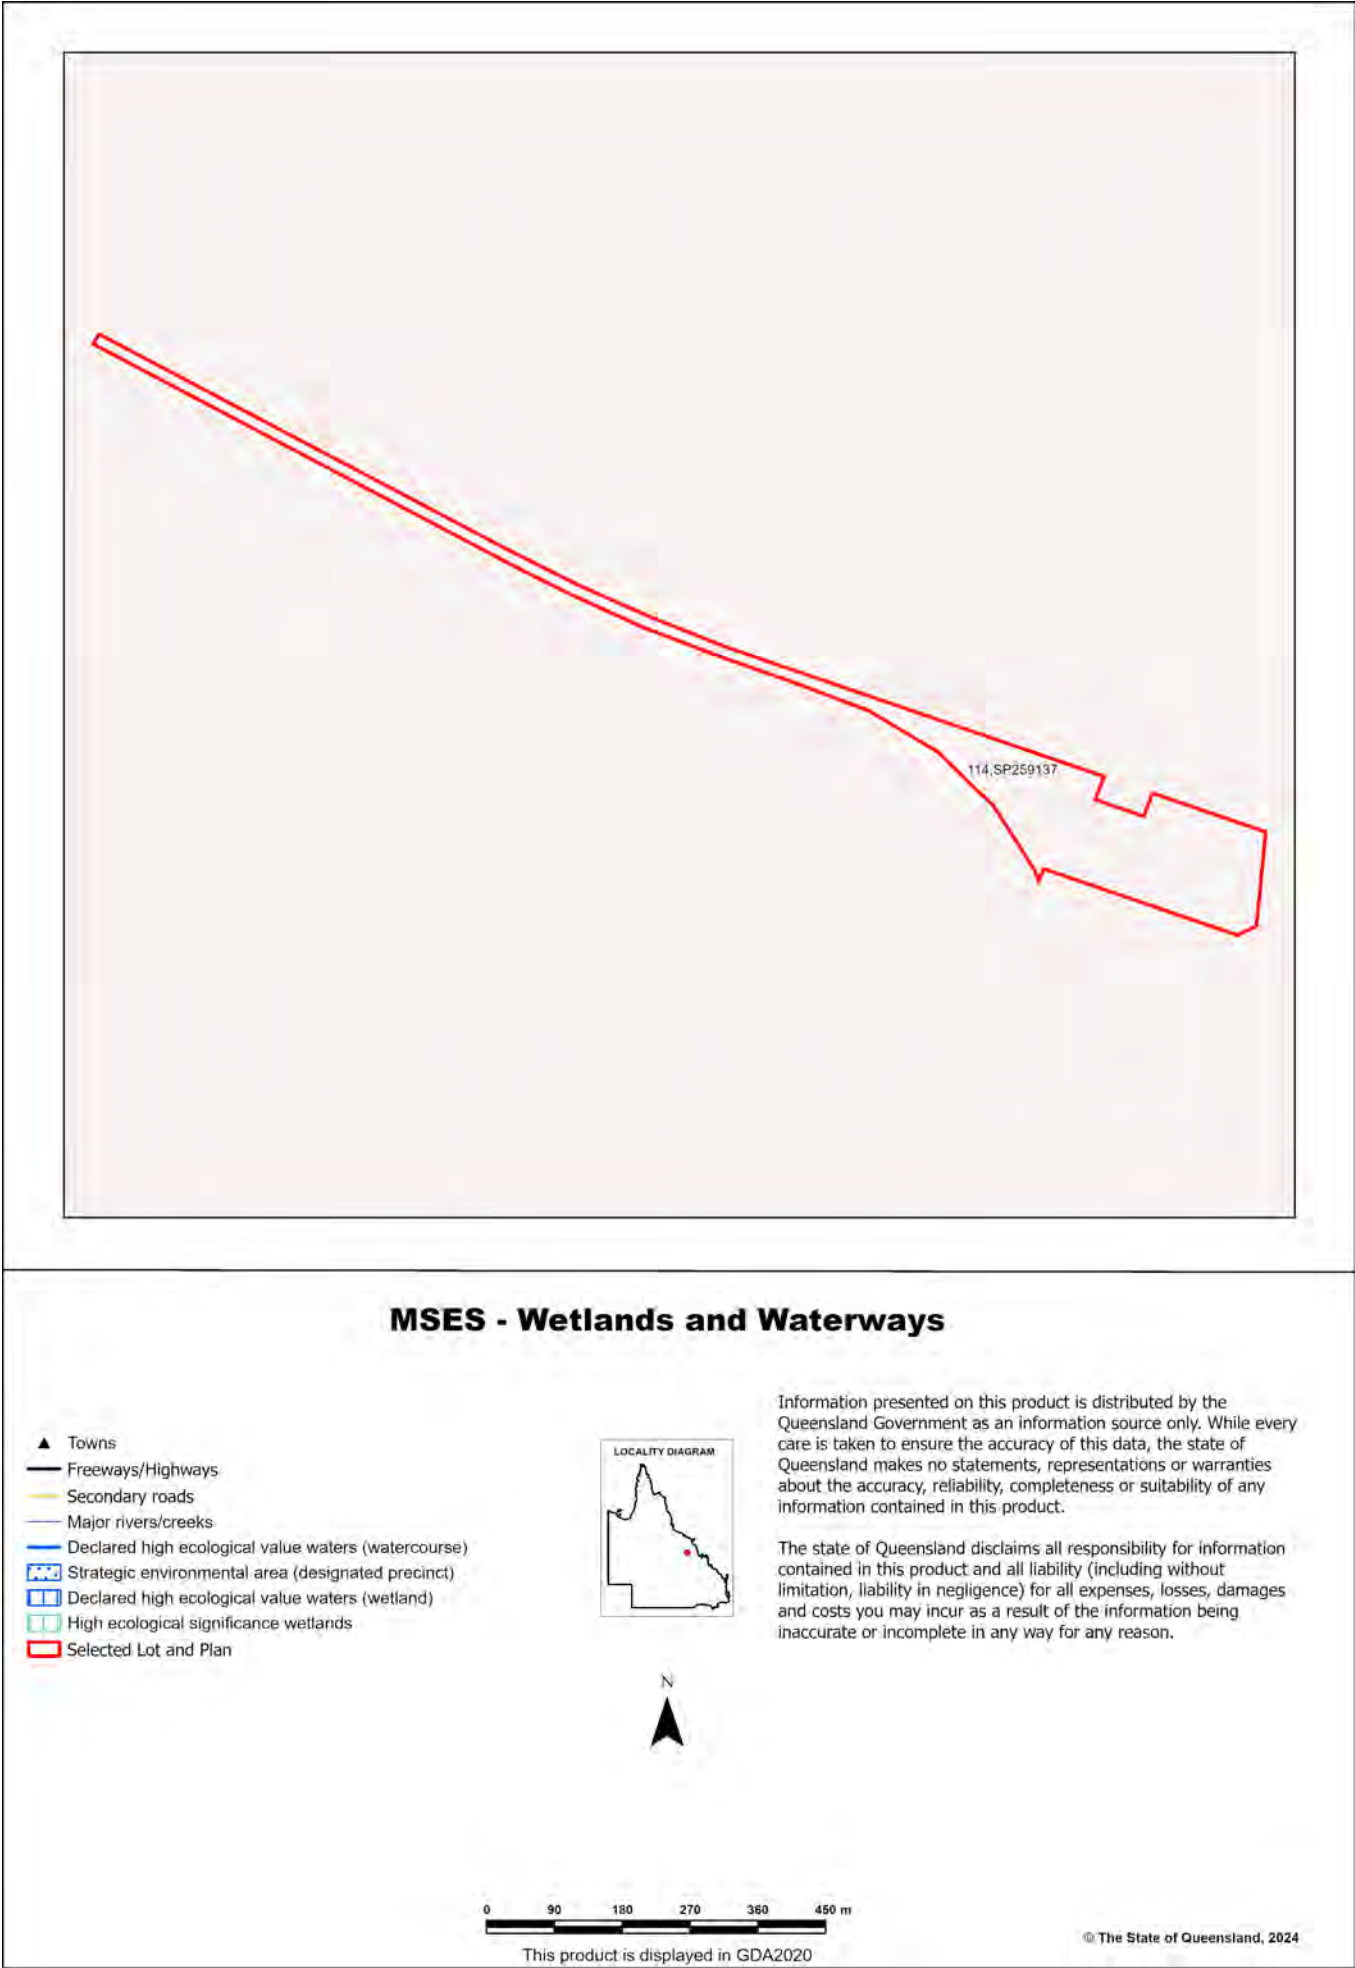 114,SP259137
MSES - Wetlands and Waterways
Towns
Freeways/Highways
Secondary roads
Major rivers/creeks
Declared high ecological value waters (watercourse)
Strategic environmental area (designated precinct)
Declared high ecological value waters (wetland)
High ecological significance wetlands
Selected Lot and Plan
LOCALITY DIAGRAM
N
Information presented on this product is distributed by the
Queensland Government as an information source only. While every
care is taken to ensure the accuracy of this data, the state of
Queensland makes no statements, representations or warranties
about the accuracy, reliability, completeness or suitability of any
information contained in this product.
The state of Queensland disclaims all responsibility for information
contained in this product and all liability (including without
limitation, liability in negligence) for all expenses, losses, damages
and costs you may incur as a result of the information being
inaccurate or incomplete in any way for any reason.
0 90 180 270 360 450 m
This product is displayed in GDA2020
© The State of Queensland, 2024